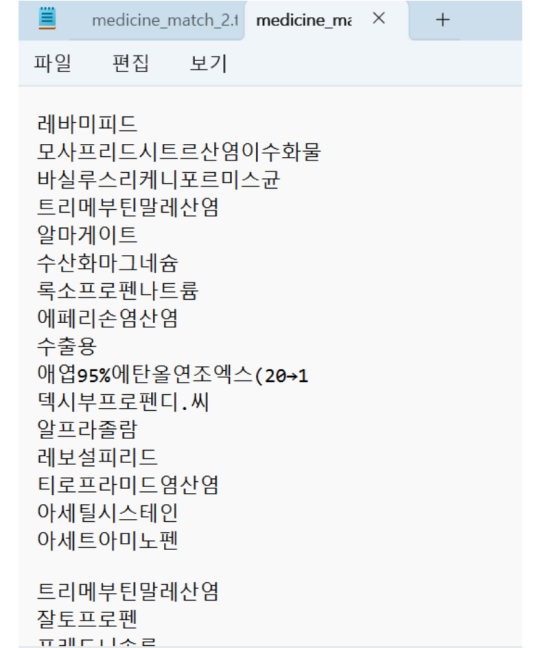 medicine_match_2.t medicine_ma
파일 편집 보기
레바미피드
모사프리드시트르산염이수화물
바실루스리케니포르미스균
트리메부틴말레산염
알마게이트
수산화마그네슘
록소프로펜나트륨
에페리손염산염
수출용
애엽95%에탄올연조엑스(20→1
덱시부프로펜디.씨
알프라졸람
레보설피리드
티로프라미드염산염
아세틸시스테인
아세트아미노펜
트리메부틴말레산염
잘토프로펜